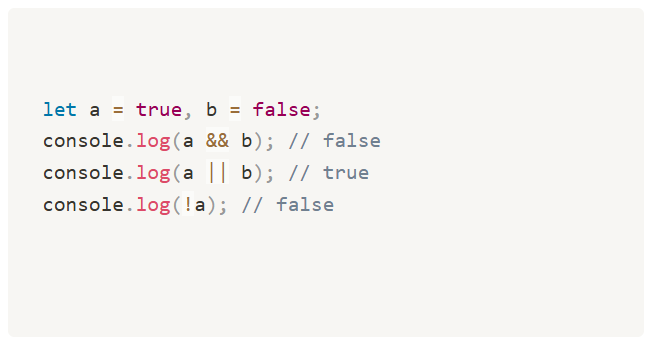 let a = true, b = false;
console.log(a && b); // false
console.log(a || b); // true
console.log(!a); // false